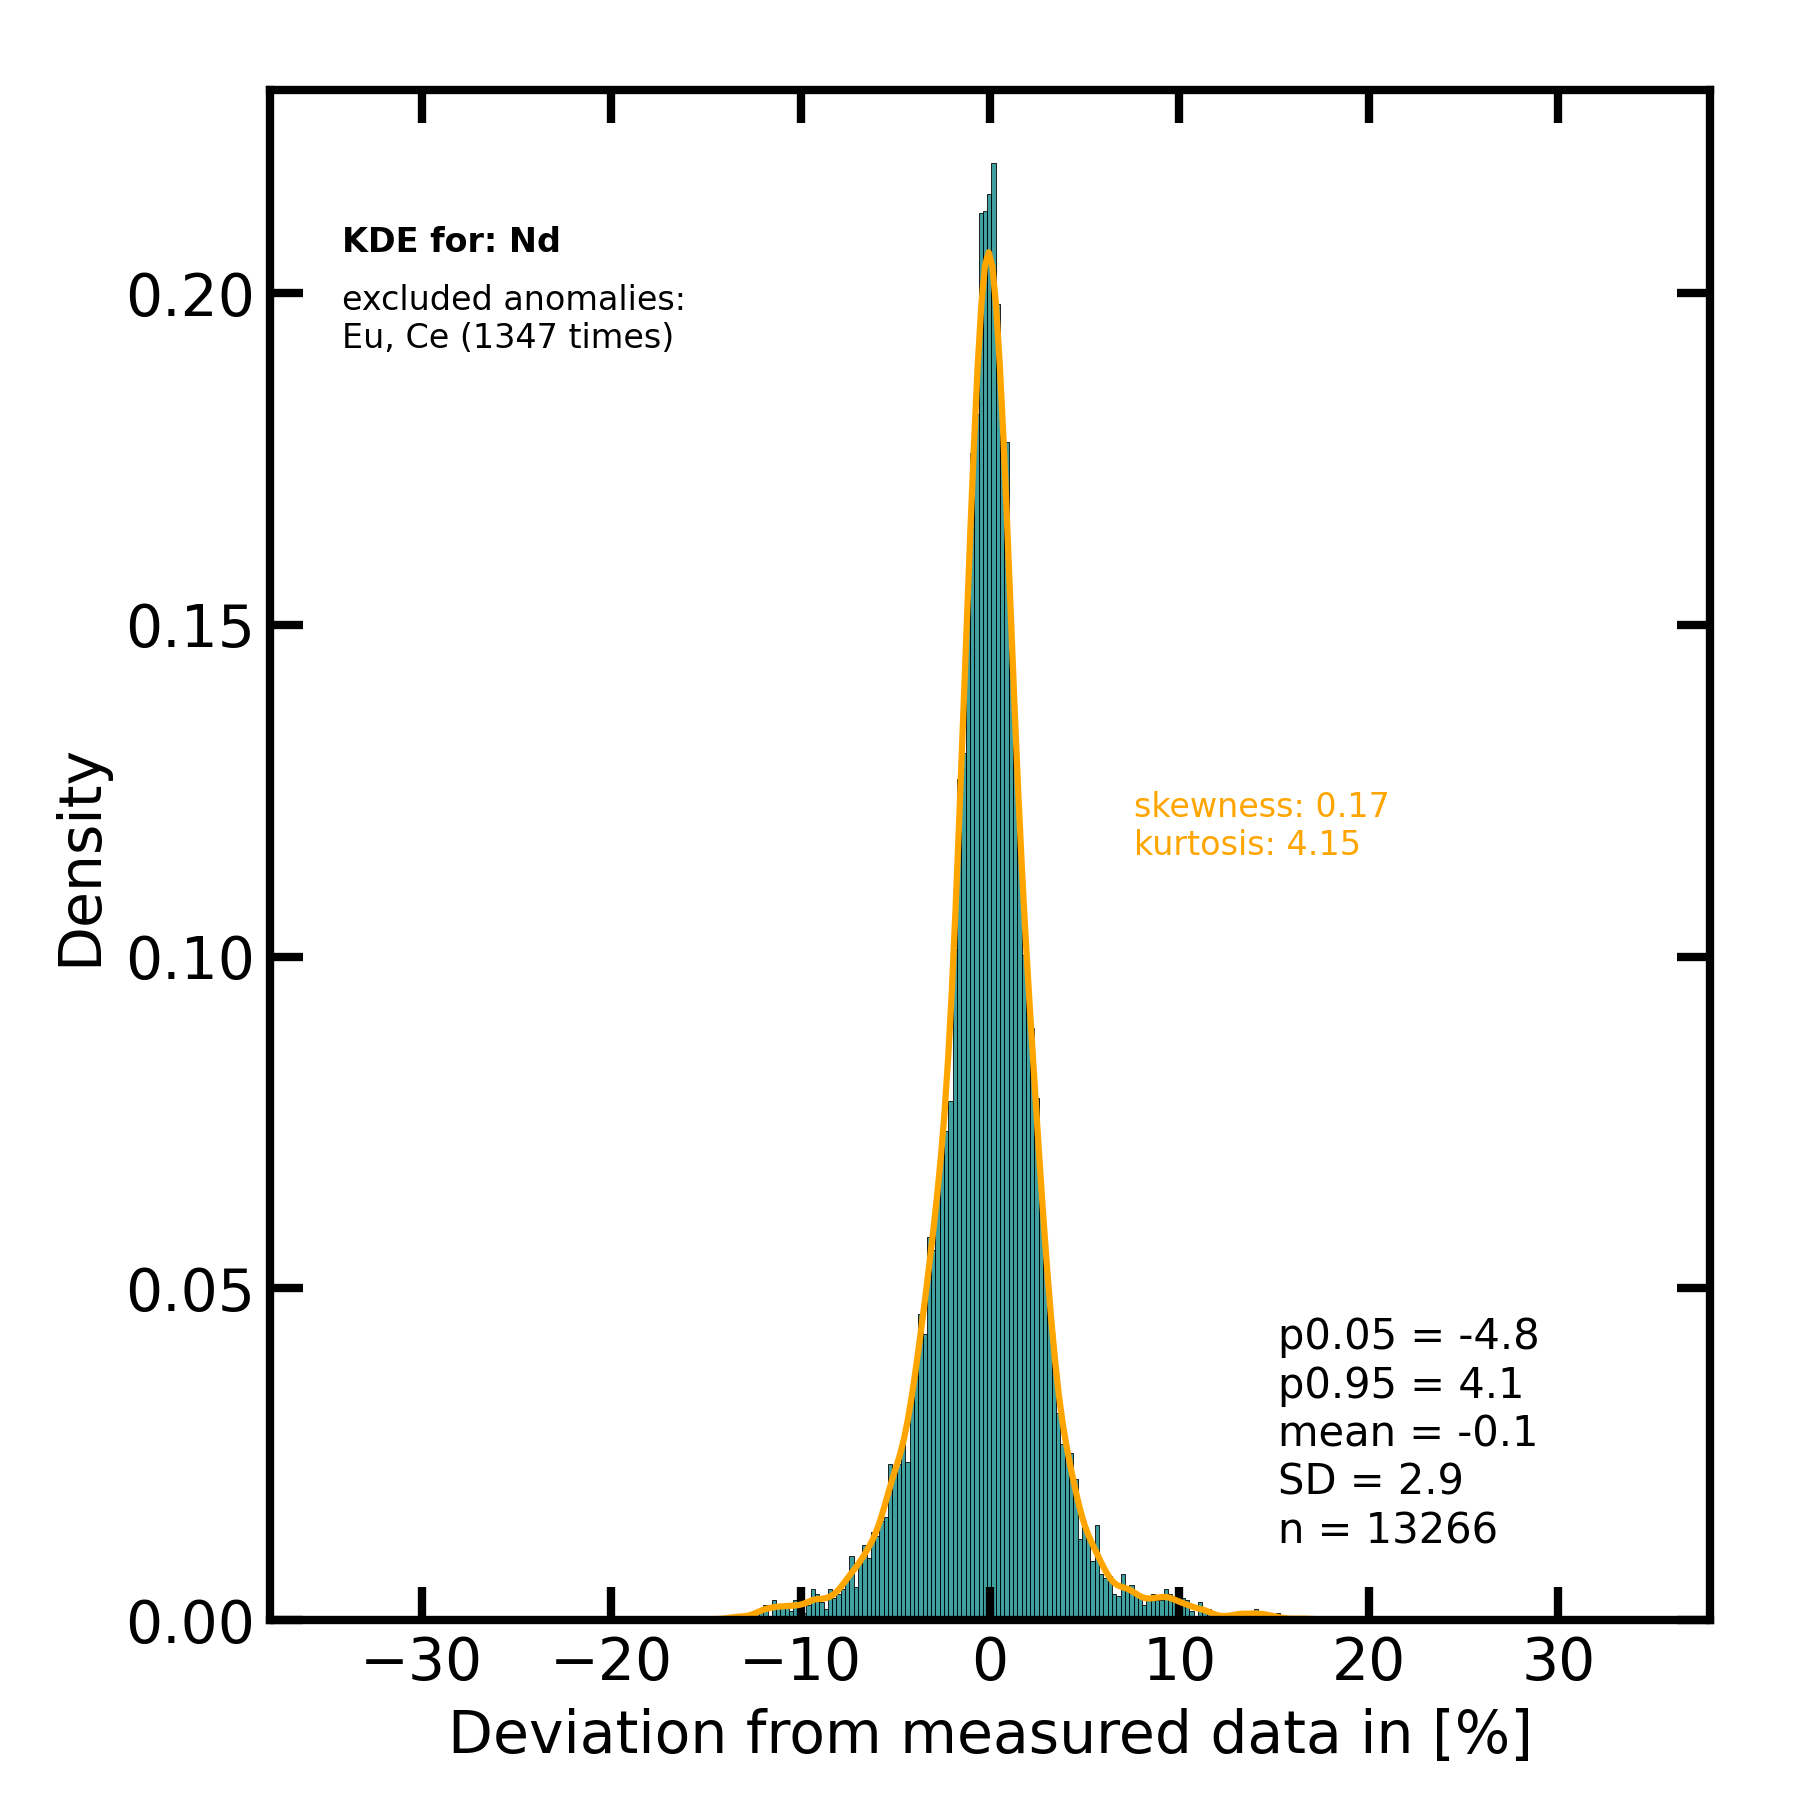 KDE for: Nd
excluded anomalies:
Eu, Ce (1347 times)
0.20
0.15
0.10
0.05
0.00
Density
skewness: 0.17
kurtosis: 4.15
p0.05 = -4.8
p0.95 = 4.1
mean = -0.1
SD = 2.9
n = 13266
−30 −20 −10 0 10 20 30
Deviation from measured data in [%]